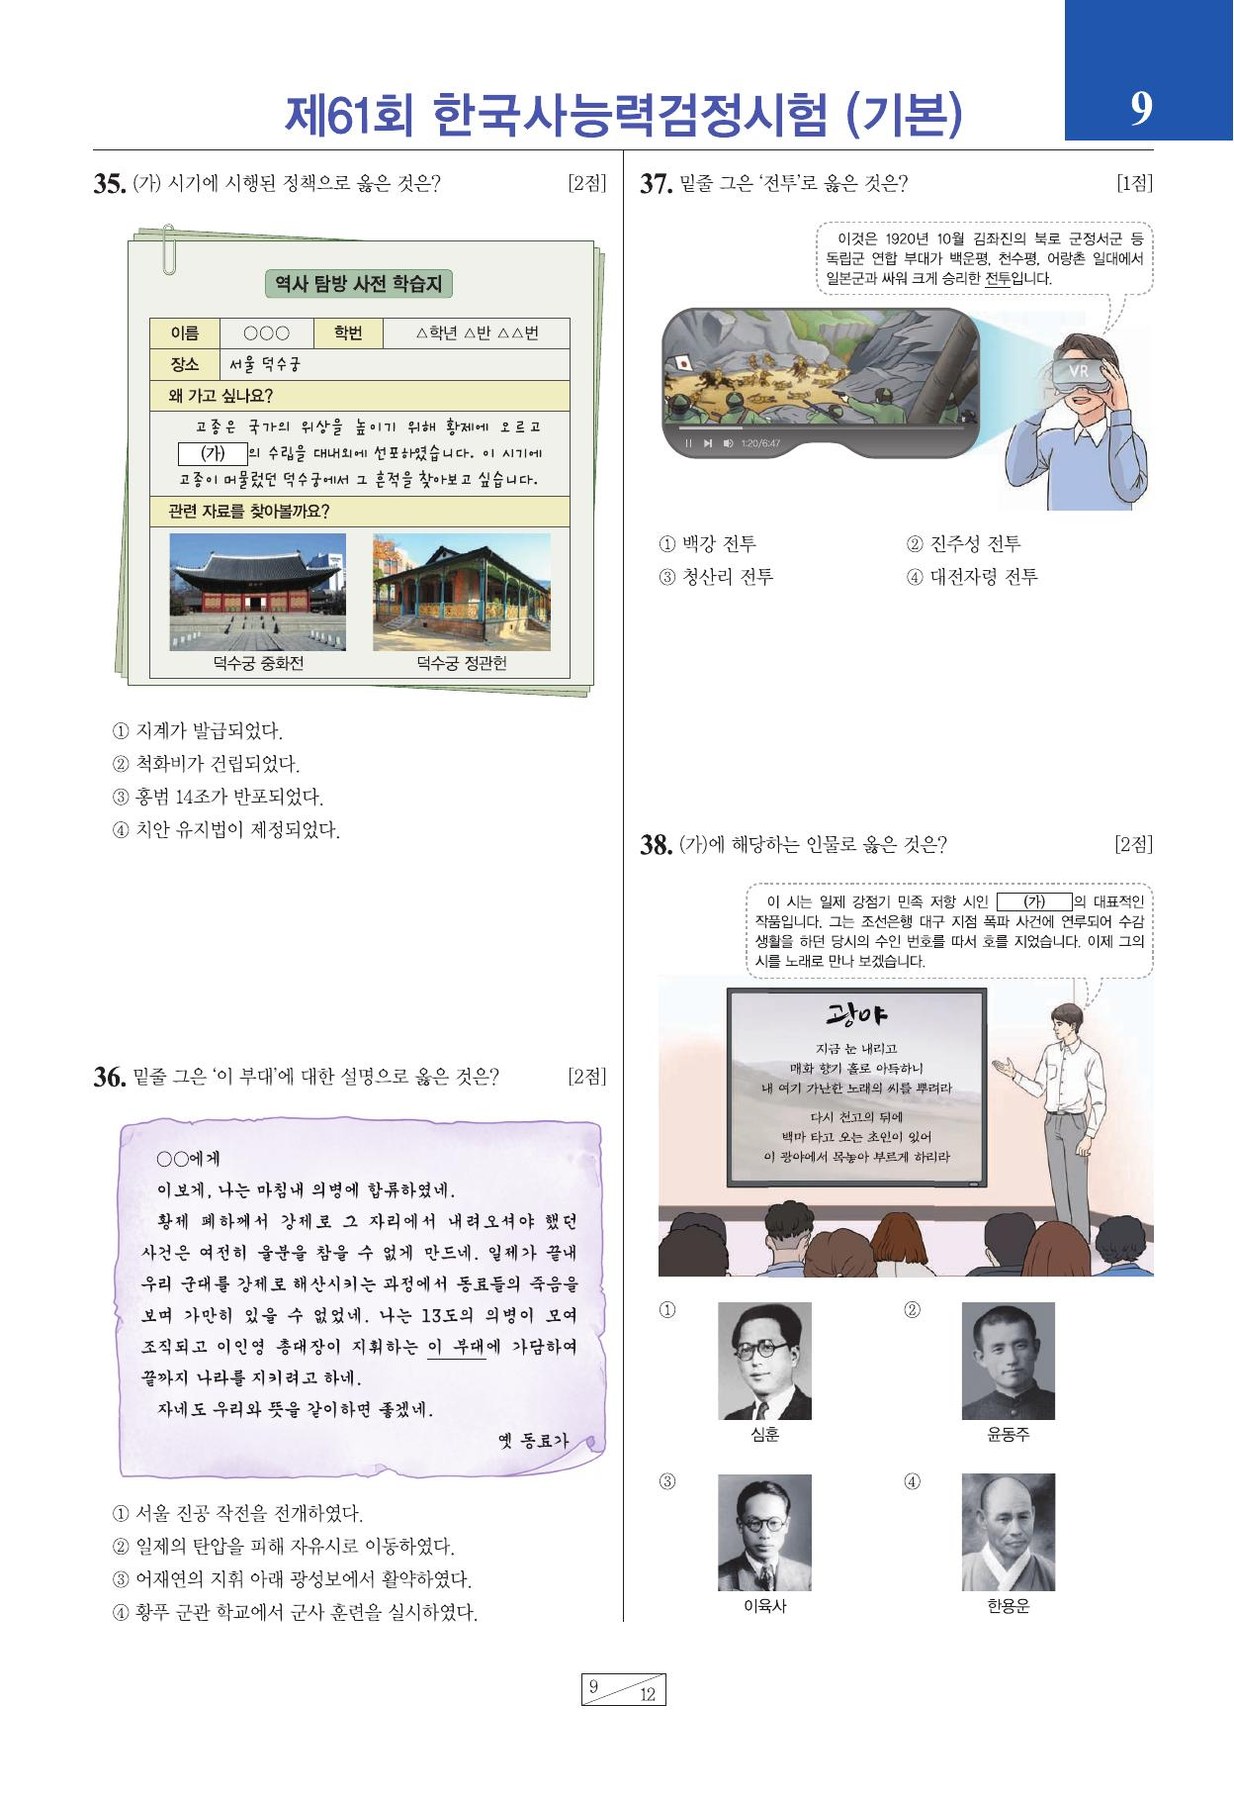 제61회 한국사능력검정시험 (기본)
9
35. (가) 시기에 시행된 정책으로 옳은 것은? [2점]
역사 탐방 사전 학습지
이름 ○○○ 학번 △학년 △반 △△번
장소 서울 덕수궁
왜 가고 싶나요?
고종은 국가의 위상을 높이기 위해 황제에 오르고
(가)의 수립을 대내외에 선포하였습니다. 이 시기에
고종이 머물렀던 덕수궁에서 그 흔적을 찾아보고 싶습니다.
관련 자료를 찾아볼까요?
덕수궁 중화전 덕수궁 정관헌
① 지계가 발급되었다.
② 척화비가 건립되었다.
③ 홍범 14조가 반포되었다.
④ 치안 유지법이 제정되었다.
36. 밑줄 그은 ‘이 부대’에 대한 설명으로 옳은 것은? [2점]
○○에게
이보게, 나는 마침내 의병에 합류하였네.
황제 폐하께서 강제로 그 자리에서 내려오셔야 했던
사건은 여전히 울분을 참을 수 없게 만드네. 일제가 끝내
우리 군대를 강제로 해산시키는 과정에서 동료들의 죽음을
보며 가만히 있을 수 없었네. 나는 13도의 의병이 모여
조직되고 이인영 총대장이 지휘하는 이 부대에 가담하여
끝까지 나라를 지키려고 하네.
자네도 우리와 뜻을 같이하면 좋겠네.
옛 동료가
① 서울 진공 작전을 전개하였다.
② 일제의 탄압을 피해 자유시로 이동하였다.
③ 어재연의 지휘 아래 광성보에서 활약하였다.
④ 황푸 군관 학교에서 군사 훈련을 실시하였다.
37. 밑줄 그은 ‘전투’로 옳은 것은? [1점]
이것은 1920년 10월 김좌진의 북로 군정서군 등
독립군 연합 부대가 백운평, 천수평, 어랑촌 일대에서
일본군과 싸워 크게 승리한 전투입니다.
VR
1:20/6:47
① 백강 전투 ② 진주성 전투
③ 청산리 전투 ④ 대전자령 전투
38. (가)에 해당하는 인물로 옳은 것은? [2점]
이 시는 일제 강점기 민족 저항 시인 (가)의 대표적인
작품입니다. 그는 조선은행 대구 지점 폭파 사건에 연루되어 수감
생활을 하던 당시의 수인 번호를 따서 호를 지었습니다. 이제 그의
시를 노래로 만나 보겠습니다.
광야
지금 눈 내리고
매화 향기 홀로 아득하니
내 여기 가난한 노래의 씨를 뿌려라
다시 천고의 뒤에
백마 타고 오는 초인이 있어
이 광야에서 목놓아 부르게 하리라
① ②
심훈 윤동주
③ ④
이육사 한용운
9 12